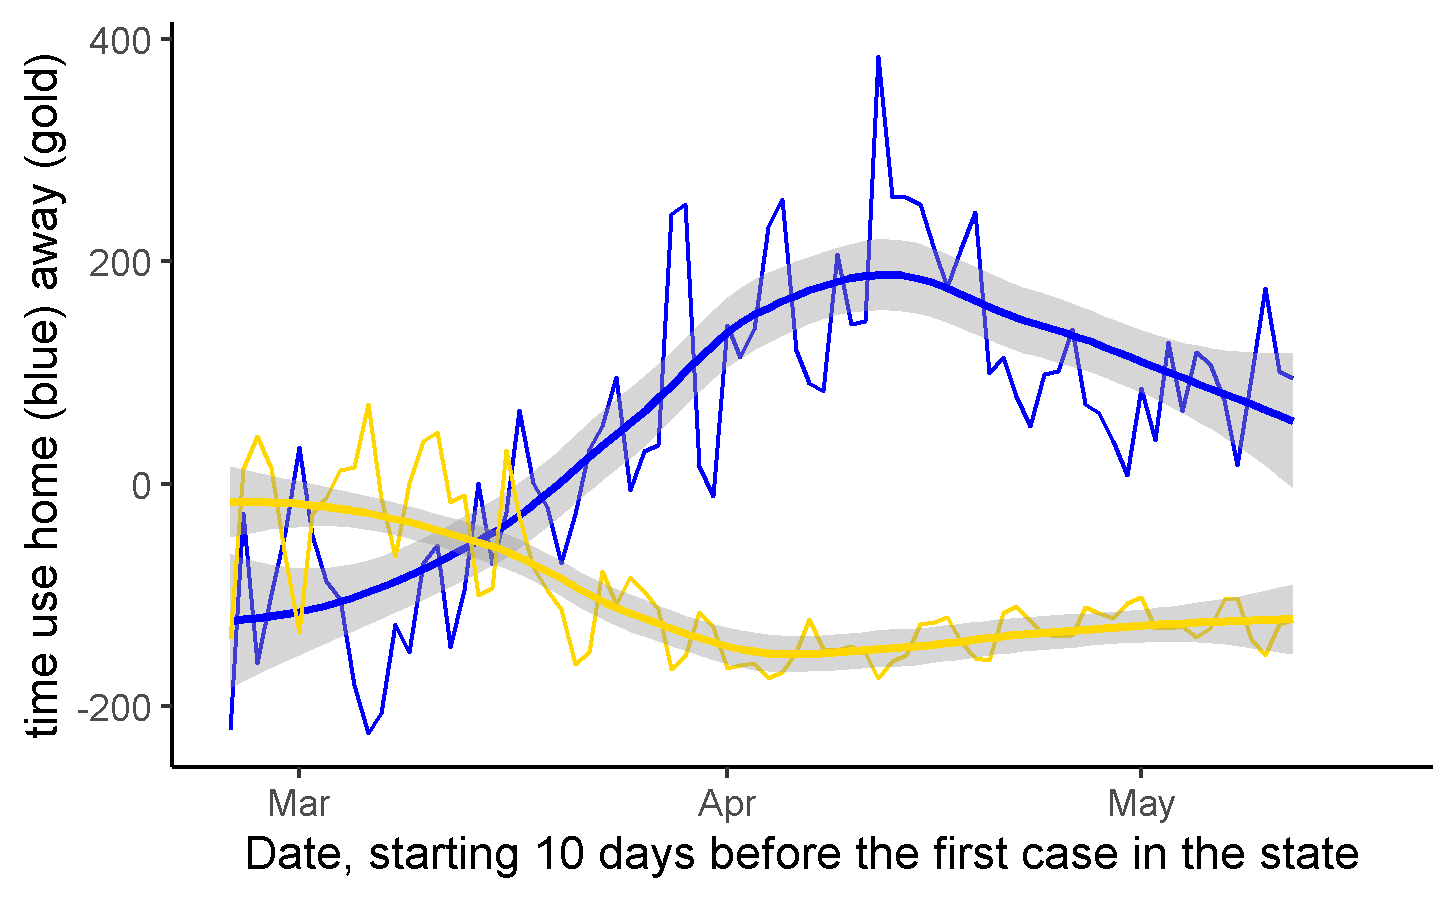 time use home (blue) away (gold)
400
200
0
-200
Mar
Apr
May
Date, starting 10 days before the first case in the state